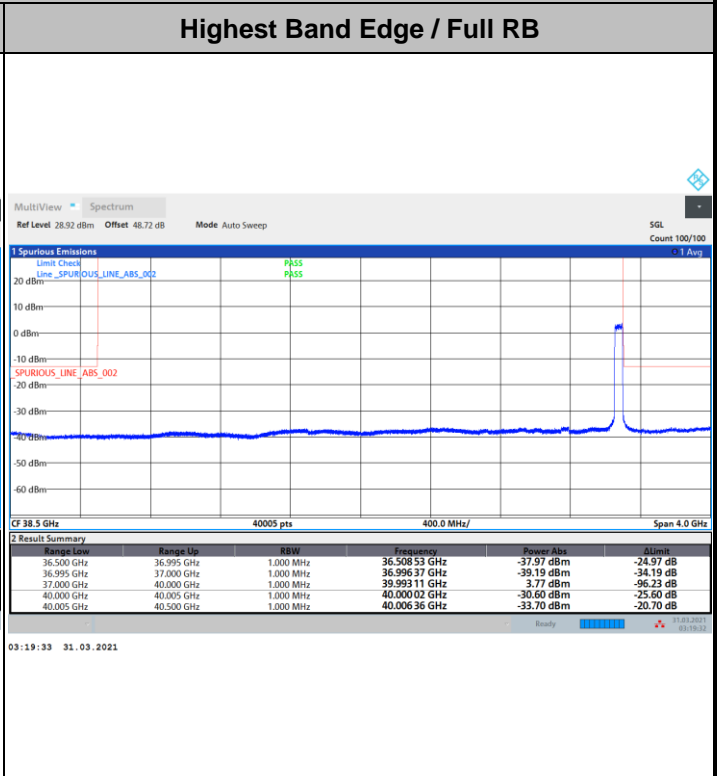 Highest Band Edge / Full RB
MultiView Spectrum
Ref Level 28.92 dBm Offset 48.72 dB Mode Auto Sweep SGL
Count 100/100
1 Spurious Emissions 1 Avg
Limit Check PASS
Line _SPURIOUS_LINE_ABS_002 PASS
20 dBm
10 dBm
0 dBm
-10 dBm
_SPURIOUS_LINE_ABS_002
-20 dBm
-30 dBm
-40 dBm
-50 dBm
-60 dBm
CF 38.5 GHz 40005 pts 400.0 MHz/ Span 4.0 GHz
2 Result Summary
Range Low Range Up RBW Frequency Power Abs ΔLimit
36.500 GHz 36.995 GHz 1.000 MHz 36.508 53 GHz -37.97 dBm -24.97 dB
36.995 GHz 37.000 GHz 1.000 MHz 36.996 37 GHz -39.19 dBm -34.19 dB
37.000 GHz 40.000 GHz 1.000 MHz 39.993 11 GHz 3.77 dBm -96.23 dB
40.000 GHz 40.005 GHz 1.000 MHz 40.000 02 GHz -30.60 dBm -25.60 dB
40.005 GHz 40.500 GHz 1.000 MHz 40.006 36 GHz -33.70 dBm -20.70 dB
Ready 31.03.2021
03:19:32
03:19:33 31.03.2021